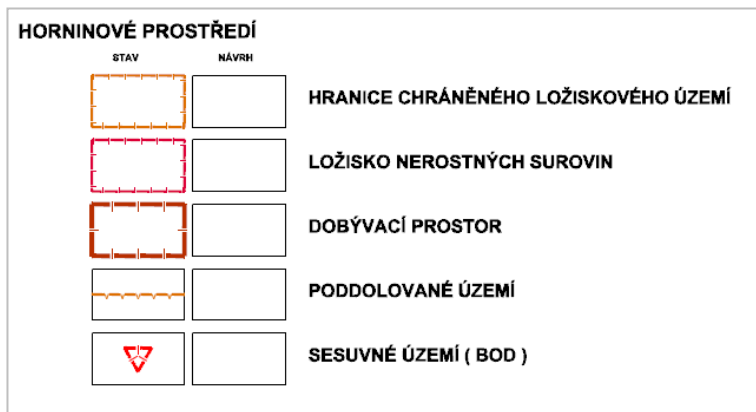 HORNINOVÉ PROSTŘEDÍ
STAV NÁVRH
HRANICE CHRÁNĚNÉHO LOŽISKOVÉHO ÚZEMÍ
LOŽISKO NEROSTNÝCH SUROVIN
DOBÝVACÍ PROSTOR
PODDOLOVANÉ ÚZEMÍ
SESUVNÉ ÚZEMÍ ( BOD )